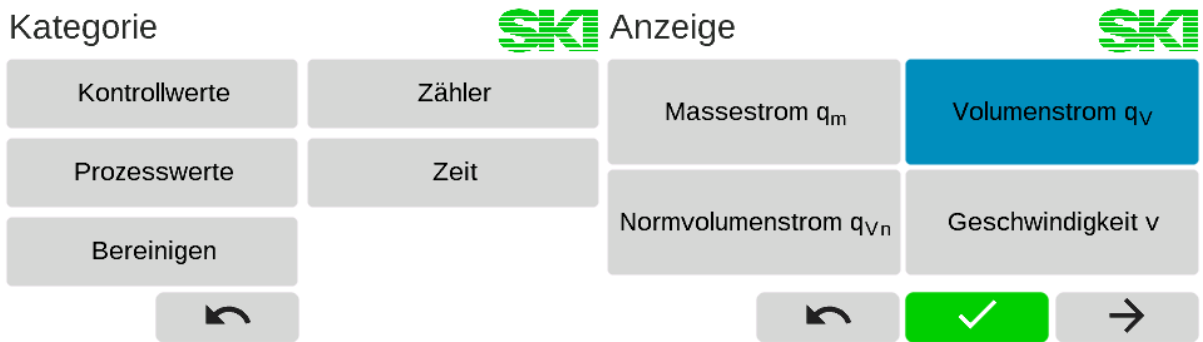 Kategorie
SKI
Kontrollwerte
Zähler
Prozesswerte
Zeit
Bereinigen
Anzeige
SKI
Massestrom qm
Volumenstrom qV
Normvolumenstrom qVn
Geschwindigkeit v